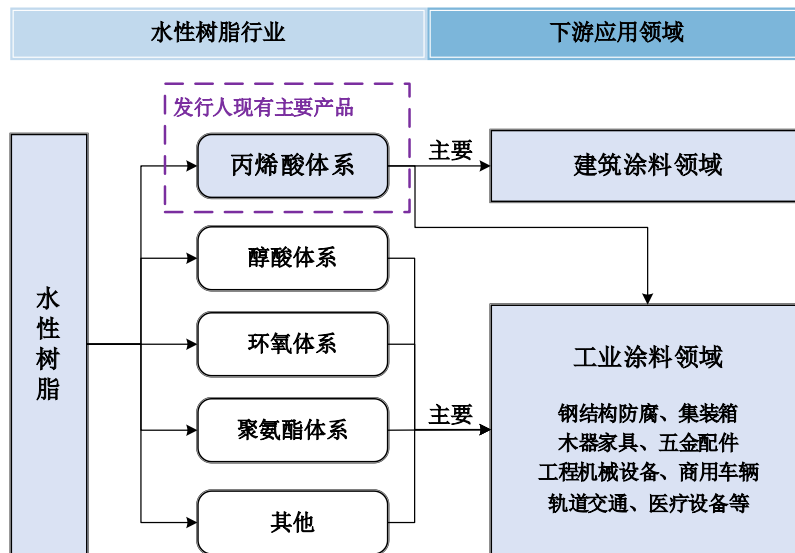 水性树脂行业
下游应用领域
发行人现有主要产品
丙烯酸体系
主要
建筑涂料领域
醇酸体系
水性树脂
环氧体系
工业涂料领域
聚氨酯体系
主要
钢结构防腐、集装箱
木器家具、五金配件
工程机械设备、商用车辆
轨道交通、医疗设备等
其他